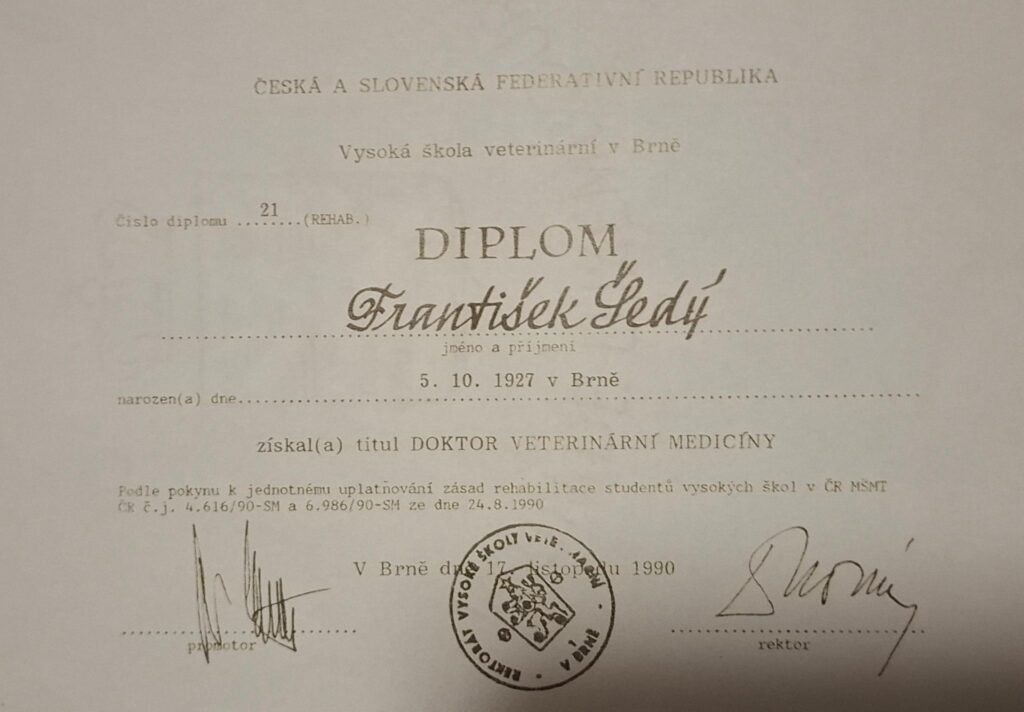 ČESKÁ A SLOVENSKÁ FEDERATIVNÍ REPUBLIKA
Vysoká škola veterinární v Brně
Číslo diplomu ...21.....(REHAB.)
DIPLOM
František Šedý
jméno a příjmení
5. 10. 1927 v Brně
narozen(a) dne
získal(a) titul DOKTOR VETERINÁRNÍ MEDICÍNY
Podle pokynu k jednotnému uplatňování zásad rehabilitace studentů vysokých škol v ČR MŠMT
ČR č.j. 4.616/90-SM a 6.986/90-SM ze dne 24.8.1990
V Brně dne 17. listopadu 1990
REKTORÁT VYSOKÉ ŠKOLY VETERINÁRNÍ
V BRNĚ
1
promotor
rektor